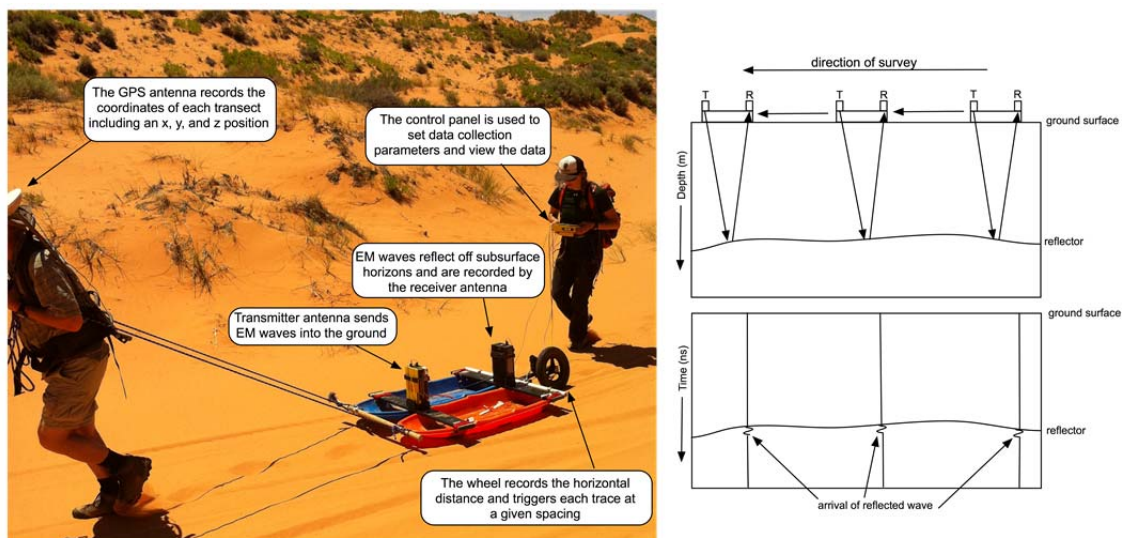 The GPS antenna records the
coordinates of each transect
including an x, y, and z position
The control panel is used to
set data collection
parameters and view the data
EM waves reflect off subsurface
horizons and are recorded by
the receiver antenna
Transmitter antenna sends
EM waves into the ground
The wheel records the horizontal
distance and triggers each trace at
a given spacing
direction of survey
T R T R T R
ground surface
Depth (m)
reflector
ground surface
Time (ns)
reflector
arrival of reflected wave